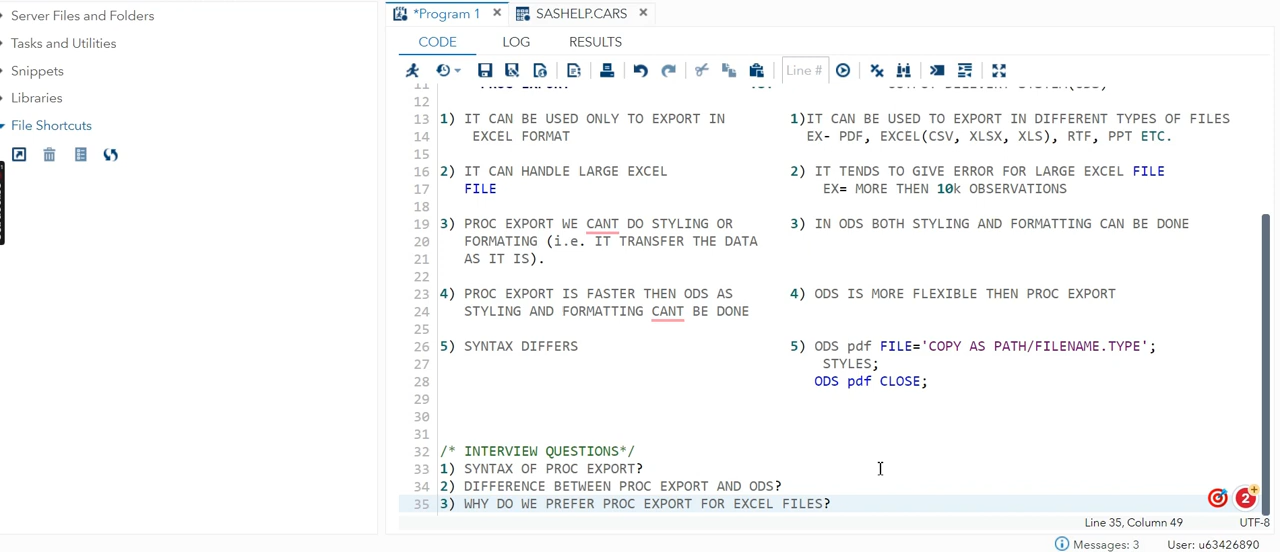 Server Files and Folders
Tasks and Utilities
Snippets
Libraries
File Shortcuts
*Program 1 × SASHELP.CARS ×
CODE LOG RESULTS
Line #
11 PROC EXPORT
12
13 1) IT CAN BE USED ONLY TO EXPORT IN 1)IT CAN BE USED TO EXPORT IN DIFFERENT TYPES OF FILES
14 EXCEL FORMAT EX- PDF, EXCEL(CSV, XLSX, XLS), RTF, PPT ETC.
15
16 2) IT CAN HANDLE LARGE EXCEL 2) IT TENDS TO GIVE ERROR FOR LARGE EXCEL FILE
17 FILE EX= MORE THEN 10k OBSERVATIONS
18
19 3) PROC EXPORT WE CANT DO STYLING OR 3) IN ODS BOTH STYLING AND FORMATTING CAN BE DONE
20 FORMATING (i.e. IT TRANSFER THE DATA
21 AS IT IS).
22
23 4) PROC EXPORT IS FASTER THEN ODS AS 4) ODS IS MORE FLEXIBLE THEN PROC EXPORT
24 STYLING AND FORMATTING CANT BE DONE
25
26 5) SYNTAX DIFFERS 5) ODS pdf FILE='COPY AS PATH/FILENAME.TYPE';
27 STYLES;
28 ODS pdf CLOSE;
29
30
31
32 /* INTERVIEW QUESTIONS*/
33 1) SYNTAX OF PROC EXPORT?
34 2) DIFFERENCE BETWEEN PROC EXPORT AND ODS?
35 3) WHY DO WE PREFER PROC EXPORT FOR EXCEL FILES?
2
Line 35, Column 49 UTF-8
Messages: 3 User: u63426890